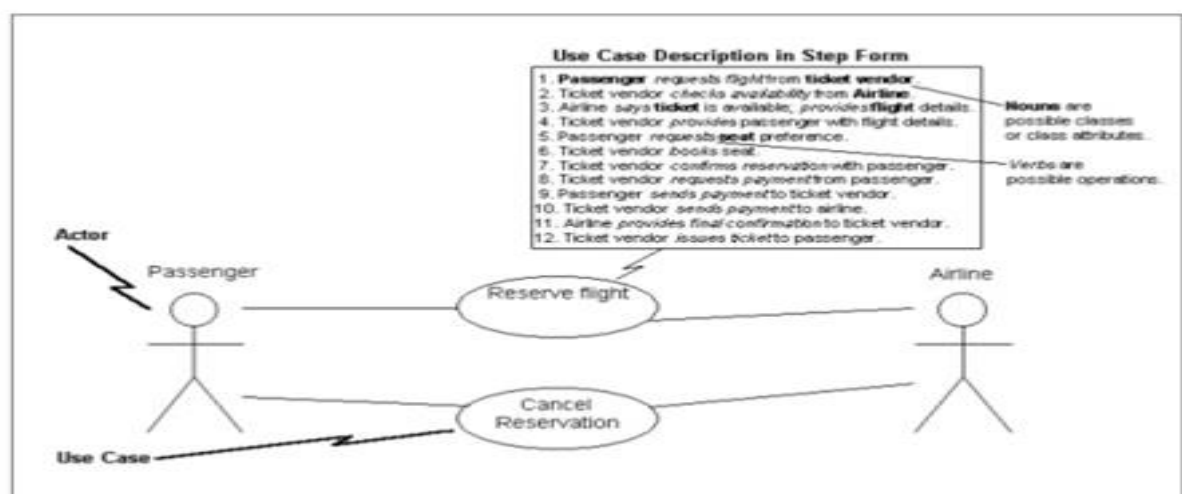 Use Case Description in Step Form
1. Passenger requests flight from ticket vendor.
2. Ticket vendor checks availability from Airline.
3. Airline says ticket is available; provides flight details.
4. Ticket vendor provides passenger with flight details.
5. Passenger requests seat preference.
6. Ticket vendor books seat.
7. Ticket vendor confirms reservation with passenger.
8. Ticket vendor requests payment from passenger.
9. Passenger sends payment to ticket vendor.
10. Ticket vendor sends payment to airline.
11. Airline provides final confirmation to ticket vendor.
12. Ticket vendor issues ticket to passenger.
Nouns are
possible classes
or class attributes.
Verbs are
possible operations.
Actor
Passenger
Reserve flight
Airline
Cancel
Reservation
Use Case